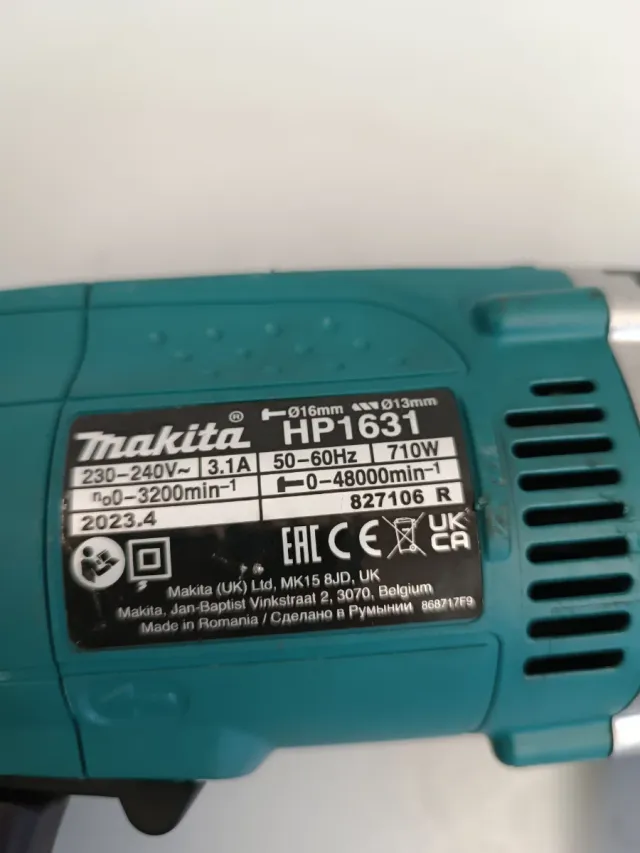 makita® Ø16mm Ø13mm
HP1631
230-240V~ 3.1A 50-60Hz 710W
n₀0-3200min⁻¹ 0-48000min⁻¹
2023.4 827106 R
EAC CE UK CA
Makita (UK) Ltd, MK15 8JD, UK
Makita, Jan-Baptist Vinkstraat 2, 3070, Belgium
Made in Romania / Сделано в Румынии 868717F9